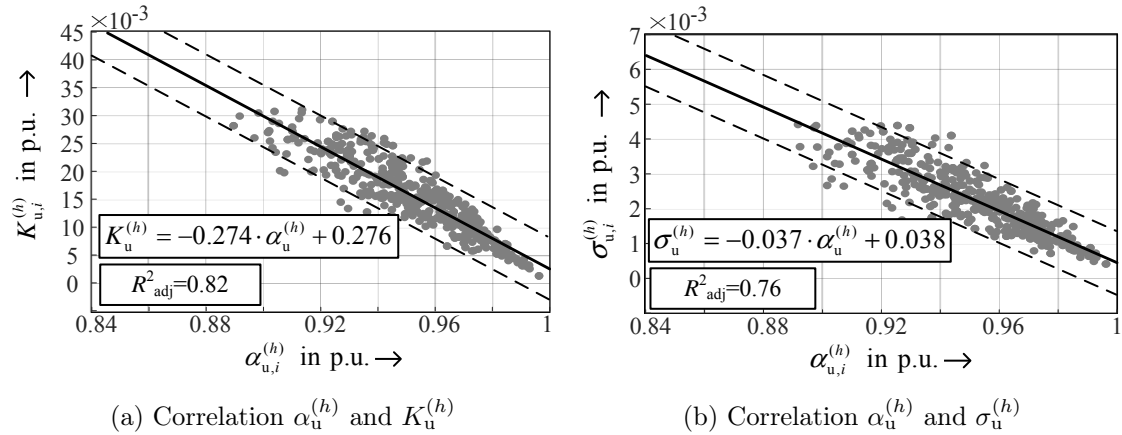 ×10⁻³
45
40
35
30
25
20
15
10
5
0
K_{u,i}^{(h)} in p.u. →
K_u^{(h)} = −0.274 · α_u^{(h)} + 0.276
R²_adj=0.82
0.84 0.88 0.92 0.96 1
α_{u,i}^{(h)} in p.u. →
(a) Correlation α_u^{(h)} and K_u^{(h)}
×10⁻³
7
6
5
4
3
2
1
0
σ_{u,i}^{(h)} in p.u. →
σ_u^{(h)} = −0.037 · α_u^{(h)} + 0.038
R²_adj=0.76
0.84 0.88 0.92 0.96 1
α_{u,i}^{(h)} in p.u. →
(b) Correlation α_u^{(h)} and σ_u^{(h)}